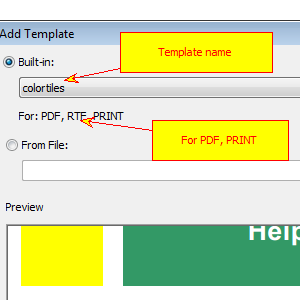 Add Template
Template name
Built-in:
colortiles
For: PDF, RTF, PRINT
For PDF, PRINT
From File:
Preview
Help